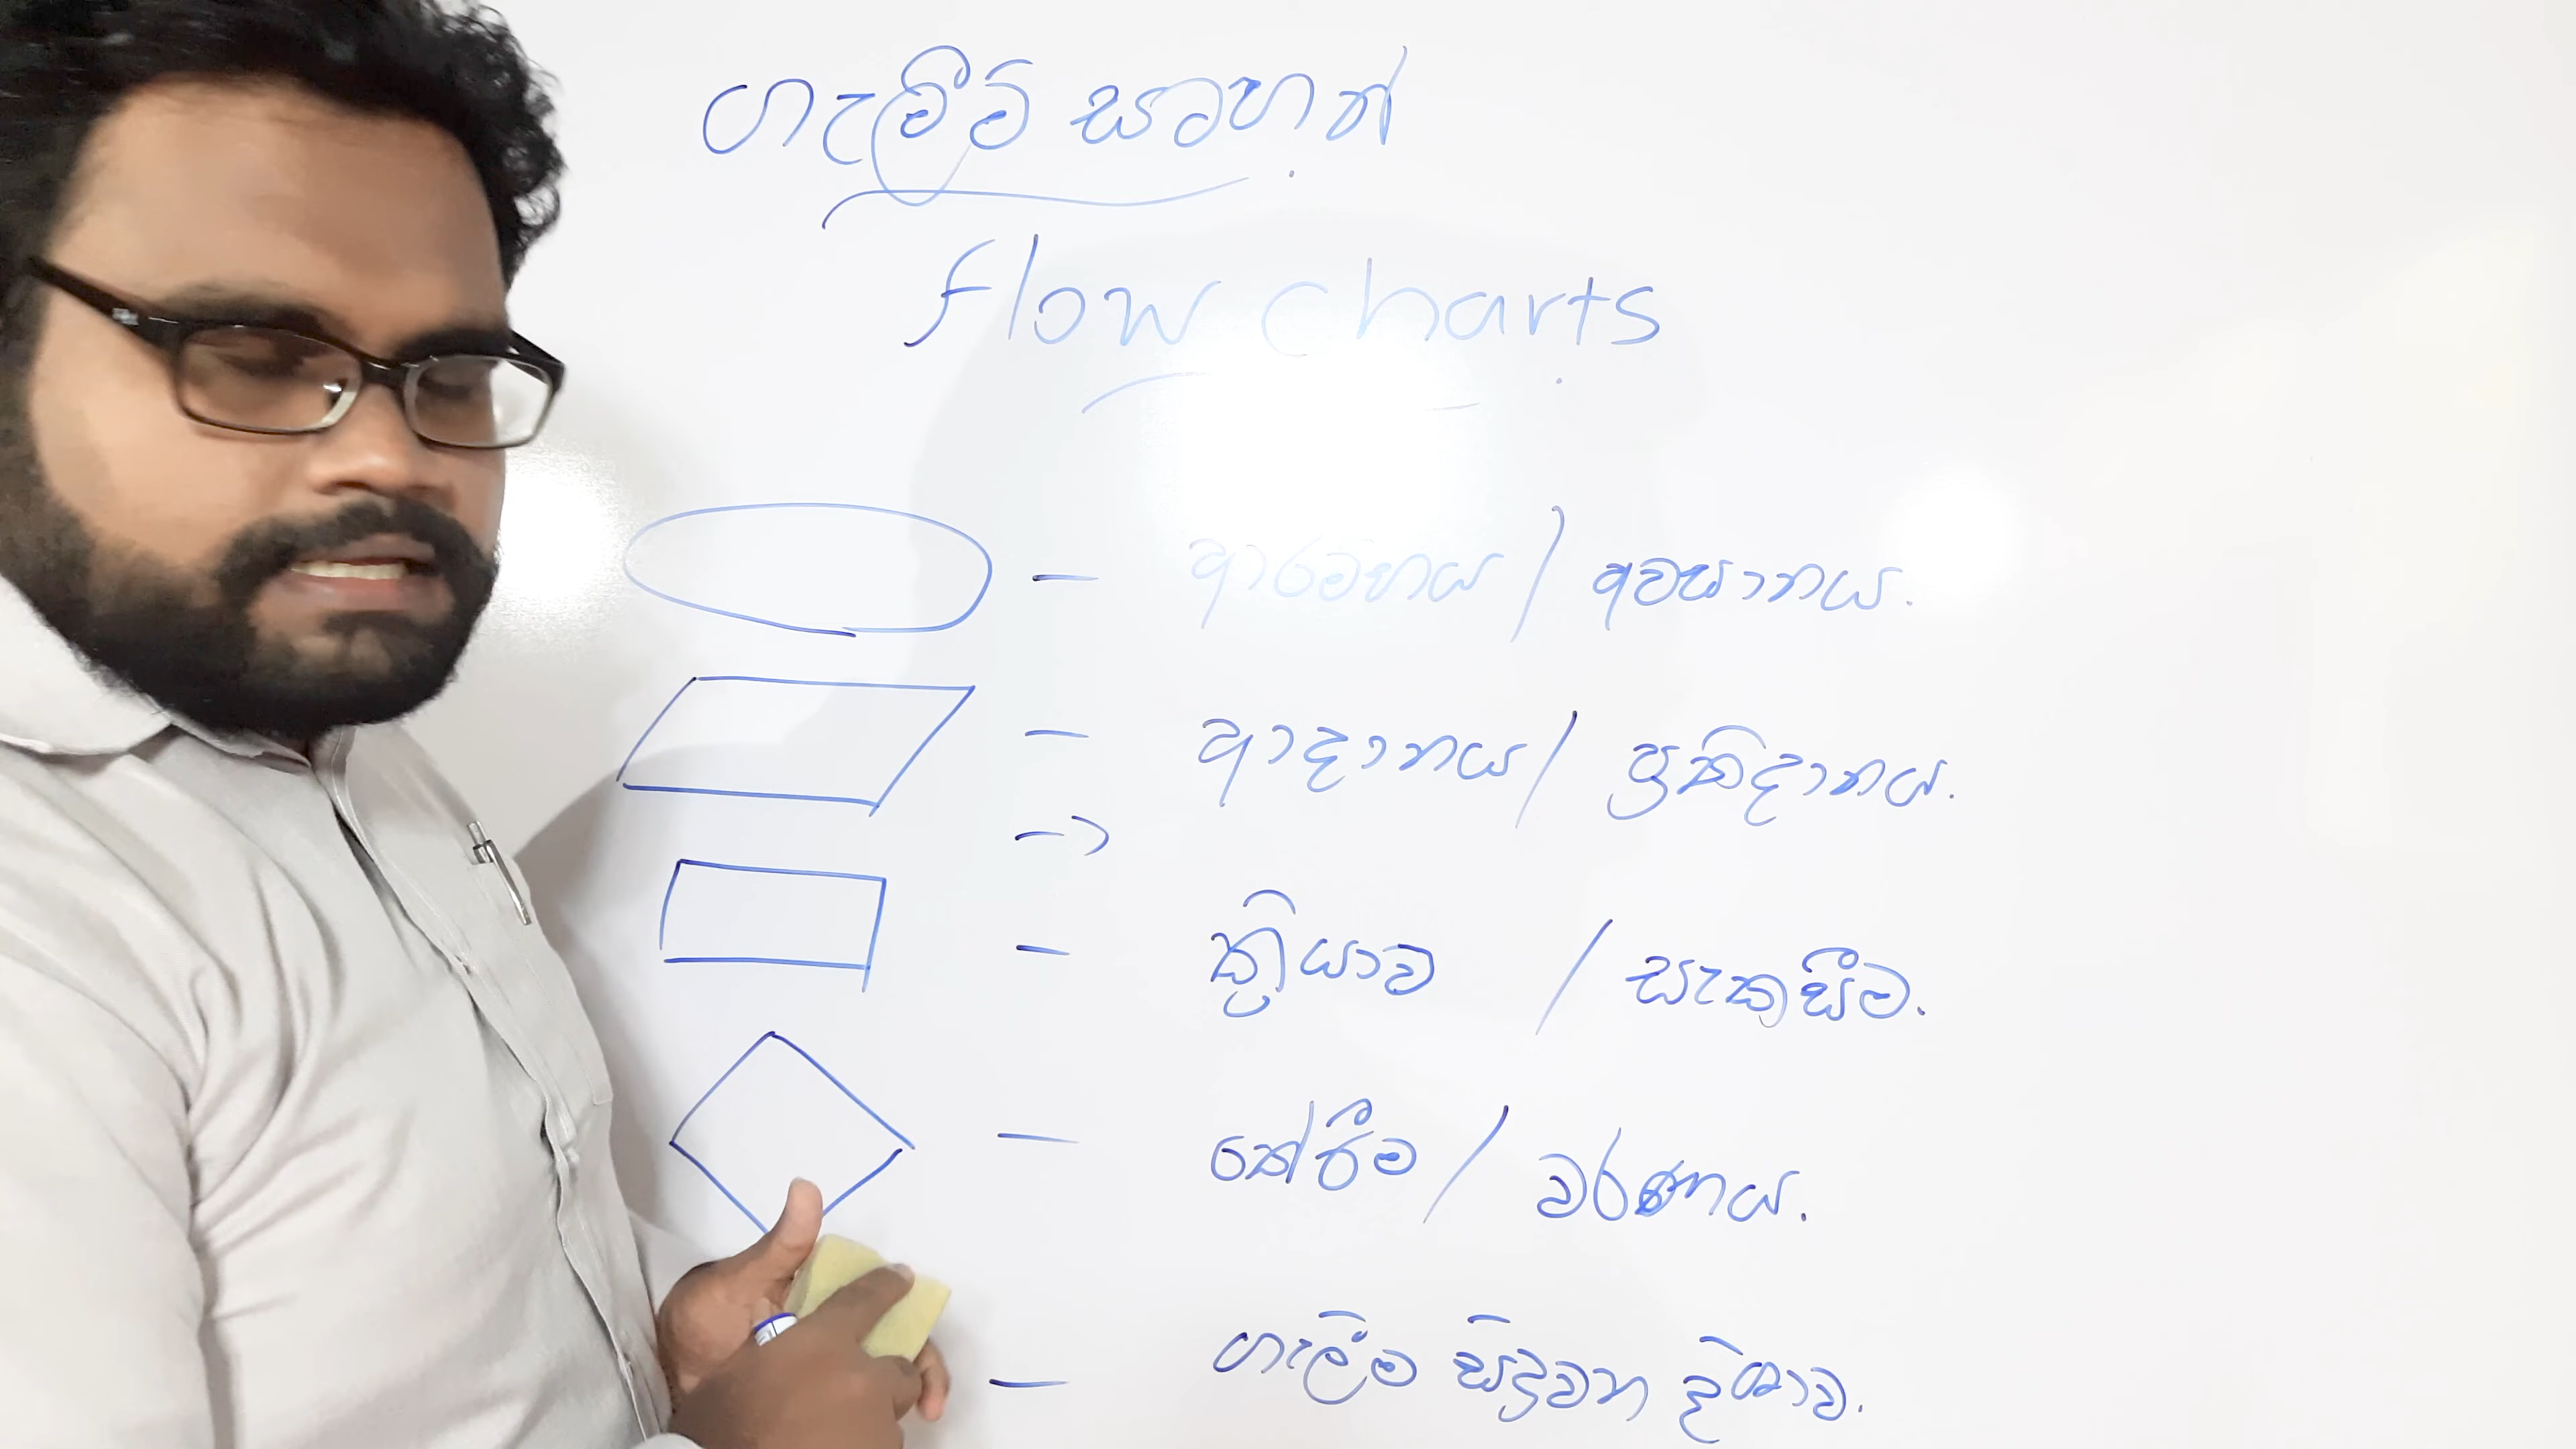 ගැලීම් සටහන්
flow charts
– ආරම්භය / අවසානය.
– ආදානය / ප්‍රතිදානය.
→
– ක්‍රියාව / සැකසීම.
– තේරීම / වරණය.
– ගැලීම සිදුවන දිශාව.